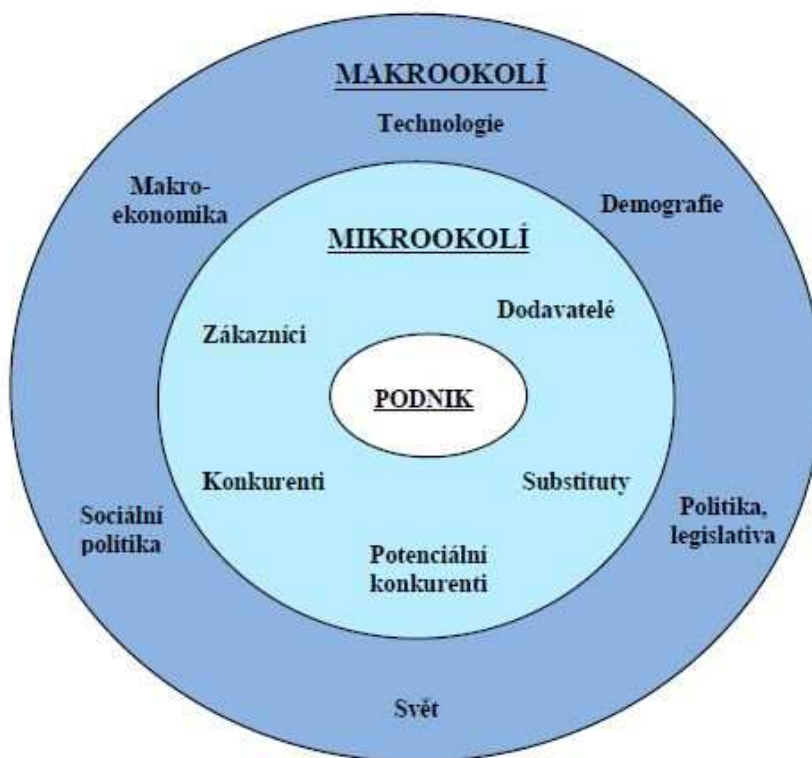 MAKROOKOLÍ
Technologie
Makro-
ekonomika
Demografie
MIKROOKOLÍ
Dodavatelé
Zákazníci
PODNIK
Konkurenti
Substituty
Sociální
politika
Politika,
legislativa
Potenciální
konkurenti
Svět